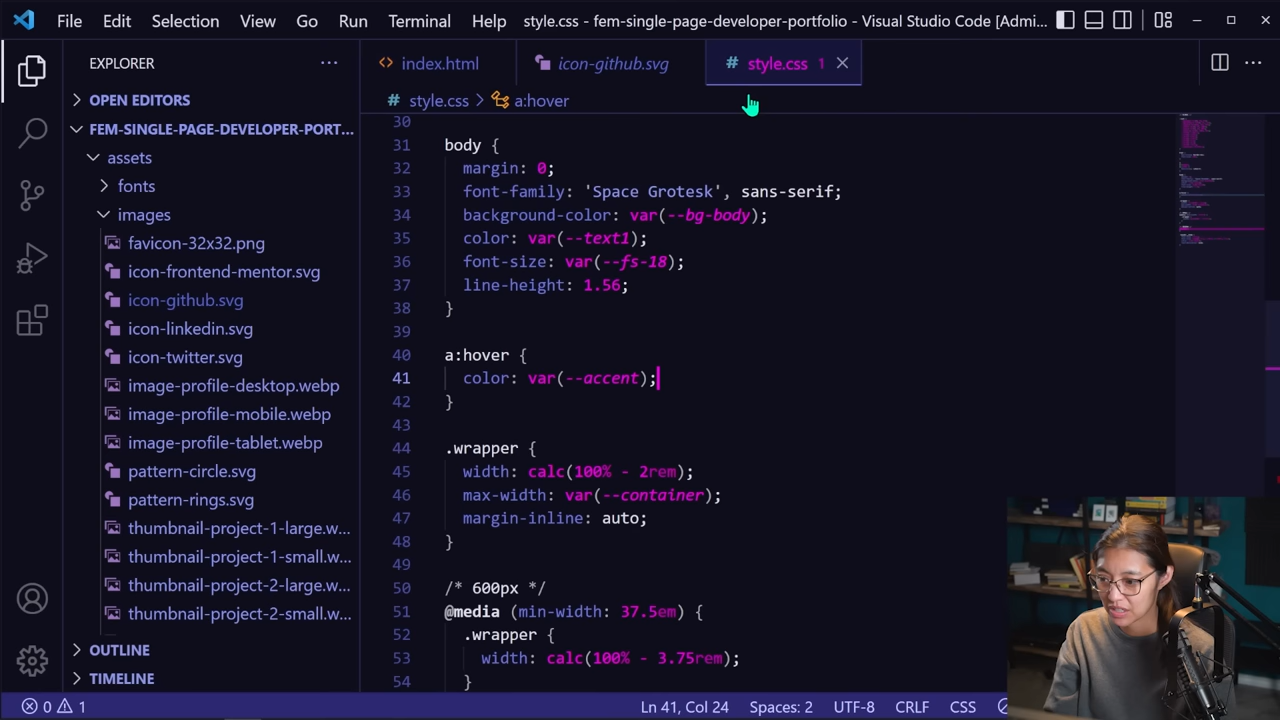 File Edit Selection View Go Run Terminal Help style.css - fem-single-page-developer-portfolio - Visual Studio Code [Admi...
EXPLORER
OPEN EDITORS
FEM-SINGLE-PAGE-DEVELOPER-PORT...
assets
fonts
images
favicon-32x32.png
icon-frontend-mentor.svg
icon-github.svg
icon-linkedin.svg
icon-twitter.svg
image-profile-desktop.webp
image-profile-mobile.webp
image-profile-tablet.webp
pattern-circle.svg
pattern-rings.svg
thumbnail-project-1-large.w...
thumbnail-project-1-small.w...
thumbnail-project-2-large.w...
thumbnail-project-2-small.w...
OUTLINE
TIMELINE
index.html icon-github.svg # style.css 1
# style.css > a:hover
30
31 body {
32 margin: 0;
33 font-family: 'Space Grotesk', sans-serif;
34 background-color: var(--bg-body);
35 color: var(--text1);
36 font-size: var(--fs-18);
37 line-height: 1.56;
38 }
39
40 a:hover {
41 color: var(--accent);
42 }
43
44 .wrapper {
45 width: calc(100% - 2rem);
46 max-width: var(--container);
47 margin-inline: auto;
48 }
49
50 /* 600px */
51 @media (min-width: 37.5em) {
52 .wrapper {
53 width: calc(100% - 3.75rem);
54 }
0 1 Ln 41, Col 24 Spaces: 2 UTF-8 CRLF CSS